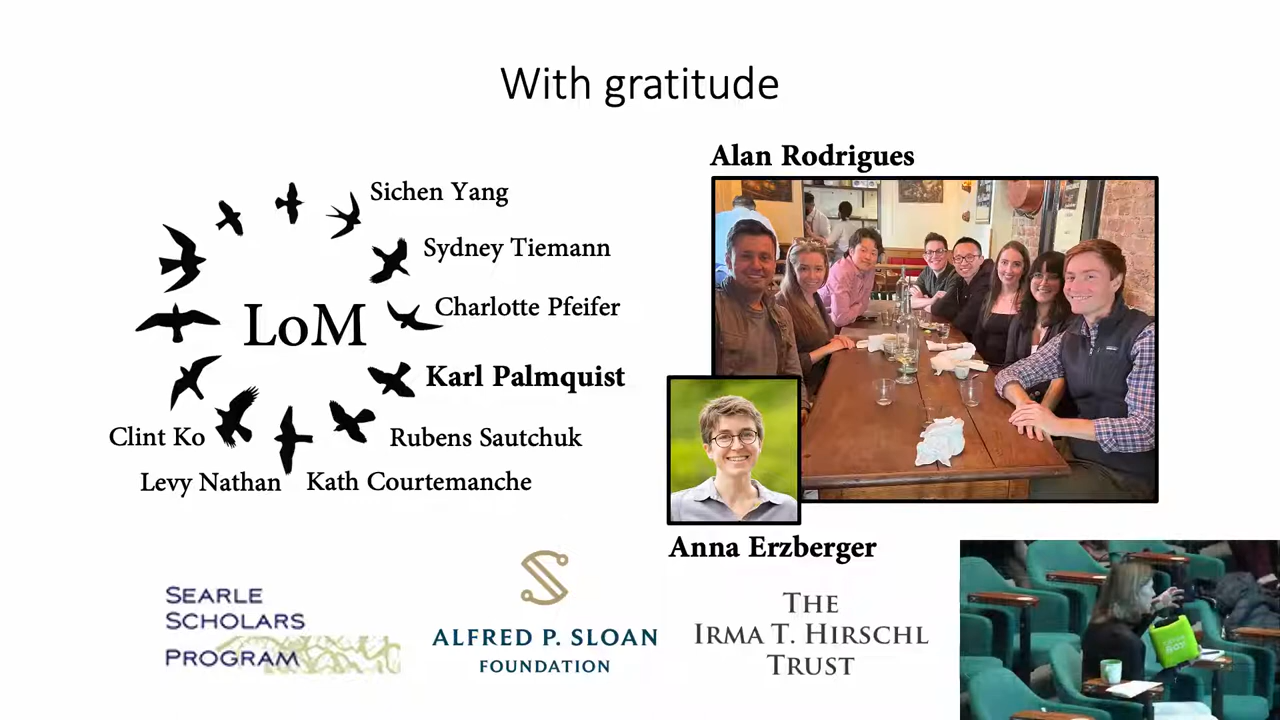 With gratitude
Alan Rodrigues
Sichen Yang
Sydney Tiemann
Charlotte Pfeifer
LoM
Karl Palmquist
Clint Ko
Rubens Sautchuk
Levy Nathan
Kath Courtemanche
Anna Erzberger
SEARLE
SCHOLARS
PROGRAM
ALFRED P. SLOAN
FOUNDATION
THE
IRMA T. HIRSCHL
TRUST